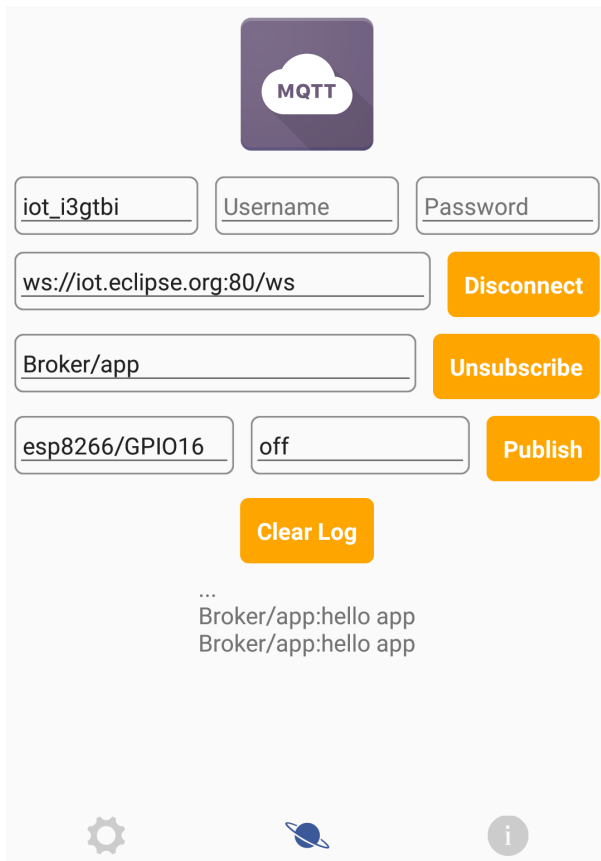 MQTT
iot_i3gtbi Username Password
ws://iot.eclipse.org:80/ws Disconnect
Broker/app Unsubscribe
esp8266/GPIO16 off Publish
Clear Log
...
Broker/app:hello app
Broker/app:hello app
i